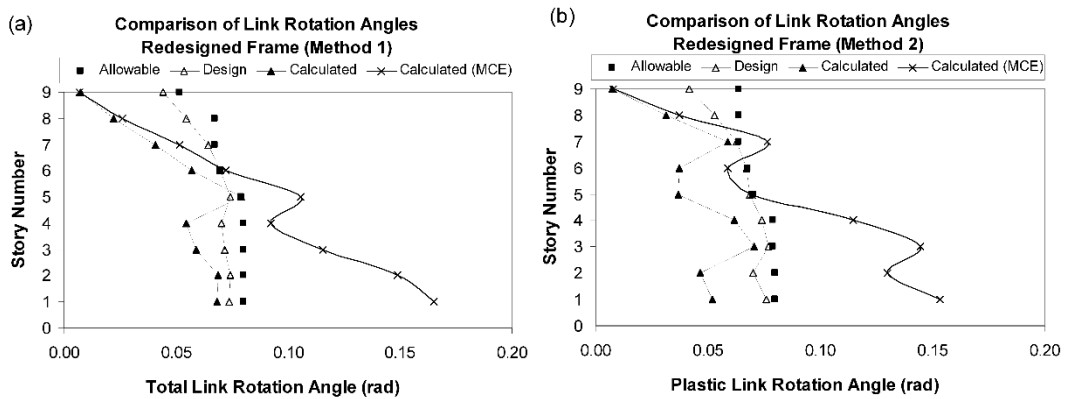 (a)
Comparison of Link Rotation Angles
Redesigned Frame (Method 1)
Allowable Design Calculated Calculated (MCE)
Story Number
9
8
7
6
5
4
3
2
1
0
0.00 0.05 0.10 0.15 0.20
Total Link Rotation Angle (rad)
(b)
Comparison of Link Rotation Angles
Redesigned Frame (Method 2)
Allowable Design Calculated Calculated (MCE)
Story Number
9
8
7
6
5
4
3
2
1
0
0.00 0.05 0.10 0.15 0.20
Plastic Link Rotation Angle (rad)